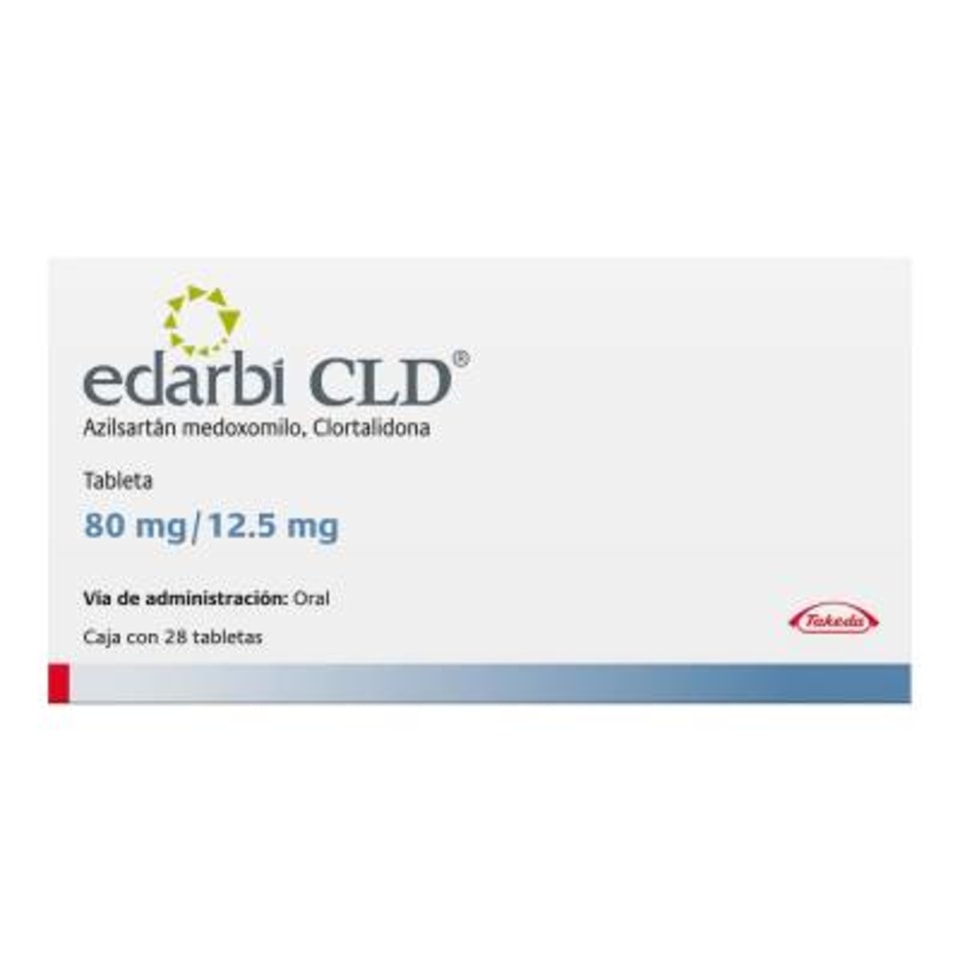 edarbi CLD®
Azilsartán medoxomilo, Clortalidona
Tableta
80 mg/12.5 mg
Vía de administración: Oral
Caja con 28 tabletas
Takeda